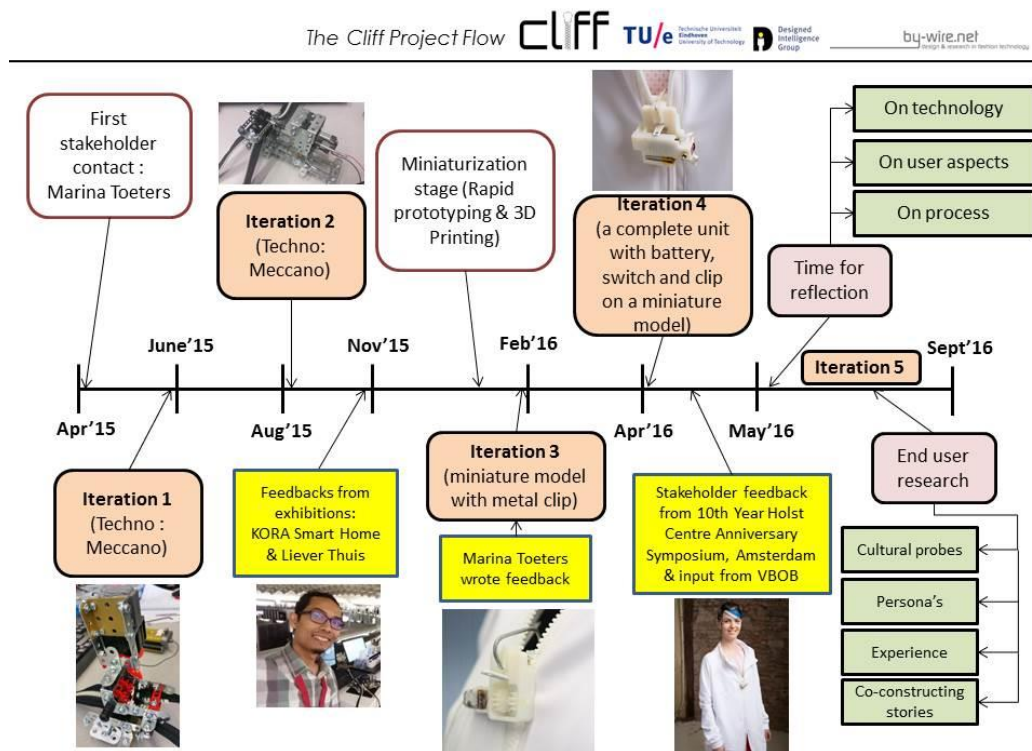 The Cliff Project Flow
cliff
TU/e
Technische Universiteit
Eindhoven
University of Technology
Designed
Intelligence
Group
by-wire.net
design & research in fashion technology
First
stakeholder
contact :
Marina Toeters
Iteration 2
(Techno:
Meccano)
Miniaturization
stage (Rapid
prototyping & 3D
Printing)
Iteration 4
(a complete unit
with battery,
switch and clip
on a miniature
model)
Time for
reflection
On technology
On user aspects
On process
June’15
Nov’15
Feb’16
Iteration 5
Sept’16
Apr’15
Aug’15
Apr’16
May’16
Iteration 1
(Techno :
Meccano)
Feedbacks from
exhibitions:
KORA Smart Home
& Liever Thuis
Iteration 3
(miniature model
with metal clip)
Marina Toeters
wrote feedback
Stakeholder feedback
from 10th Year Holst
Centre Anniversary
Symposium, Amsterdam
& input from VBOB
End user
research
Cultural probes
Persona’s
Experience
Co-constructing
stories